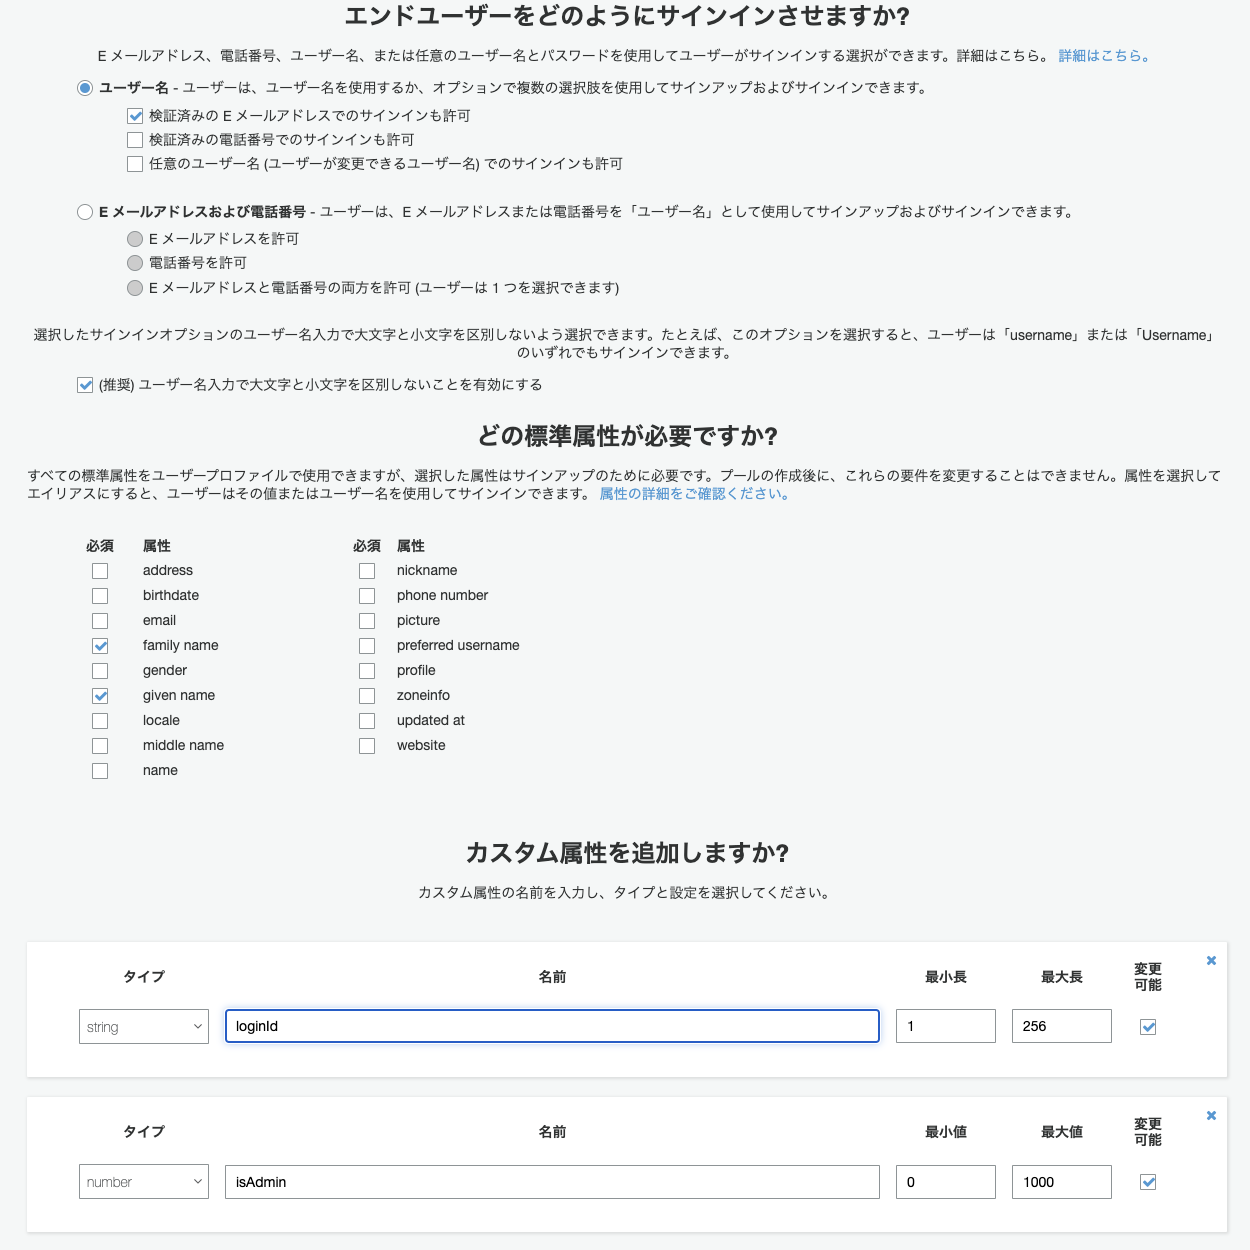 エンドユーザーをどのようにサインインさせますか?
E メールアドレス、電話番号、ユーザー名、または任意のユーザー名とパスワードを使用してユーザーがサインインする選択ができます。詳細はこちら。 詳細はこちら。
ユーザー名 - ユーザーは、ユーザー名を使用するか、オプションで複数の選択肢を使用してサインアップおよびサインインできます。
検証済みの E メールアドレスでのサインインも許可
検証済みの電話番号でのサインインも許可
任意のユーザー名 (ユーザーが変更できるユーザー名) でのサインインも許可
E メールアドレスおよび電話番号 - ユーザーは、E メールアドレスまたは電話番号を「ユーザー名」として使用してサインアップおよびサインインできます。
E メールアドレスを許可
電話番号を許可
E メールアドレスと電話番号の両方を許可 (ユーザーは 1 つを選択できます)
選択したサインインオプションのユーザー名入力で大文字と小文字を区別しないよう選択できます。たとえば、このオプションを選択すると、ユーザーは「username」または「Username」
のいずれでもサインインできます。
(推奨) ユーザー名入力で大文字と小文字を区別しないことを有効にする
どの標準属性が必要ですか?
すべての標準属性をユーザープロファイルで使用できますが、選択した属性はサインアップのために必要です。プールの作成後に、これらの要件を変更することはできません。属性を選択して
エイリアスにすると、ユーザーはその値またはユーザー名を使用してサインインできます。 属性の詳細をご確認ください。
必須 属性 必須 属性
address nickname
birthdate phone number
email picture
family name preferred username
gender profile
given name zoneinfo
locale updated at
middle name website
name
カスタム属性を追加しますか?
カスタム属性の名前を入力し、タイプと設定を選択してください。
タイプ 名前 最小長 最大長 変更
可能
string loginId 1 256
タイプ 名前 最小値 最大値 変更
可能
number isAdmin 0 1000